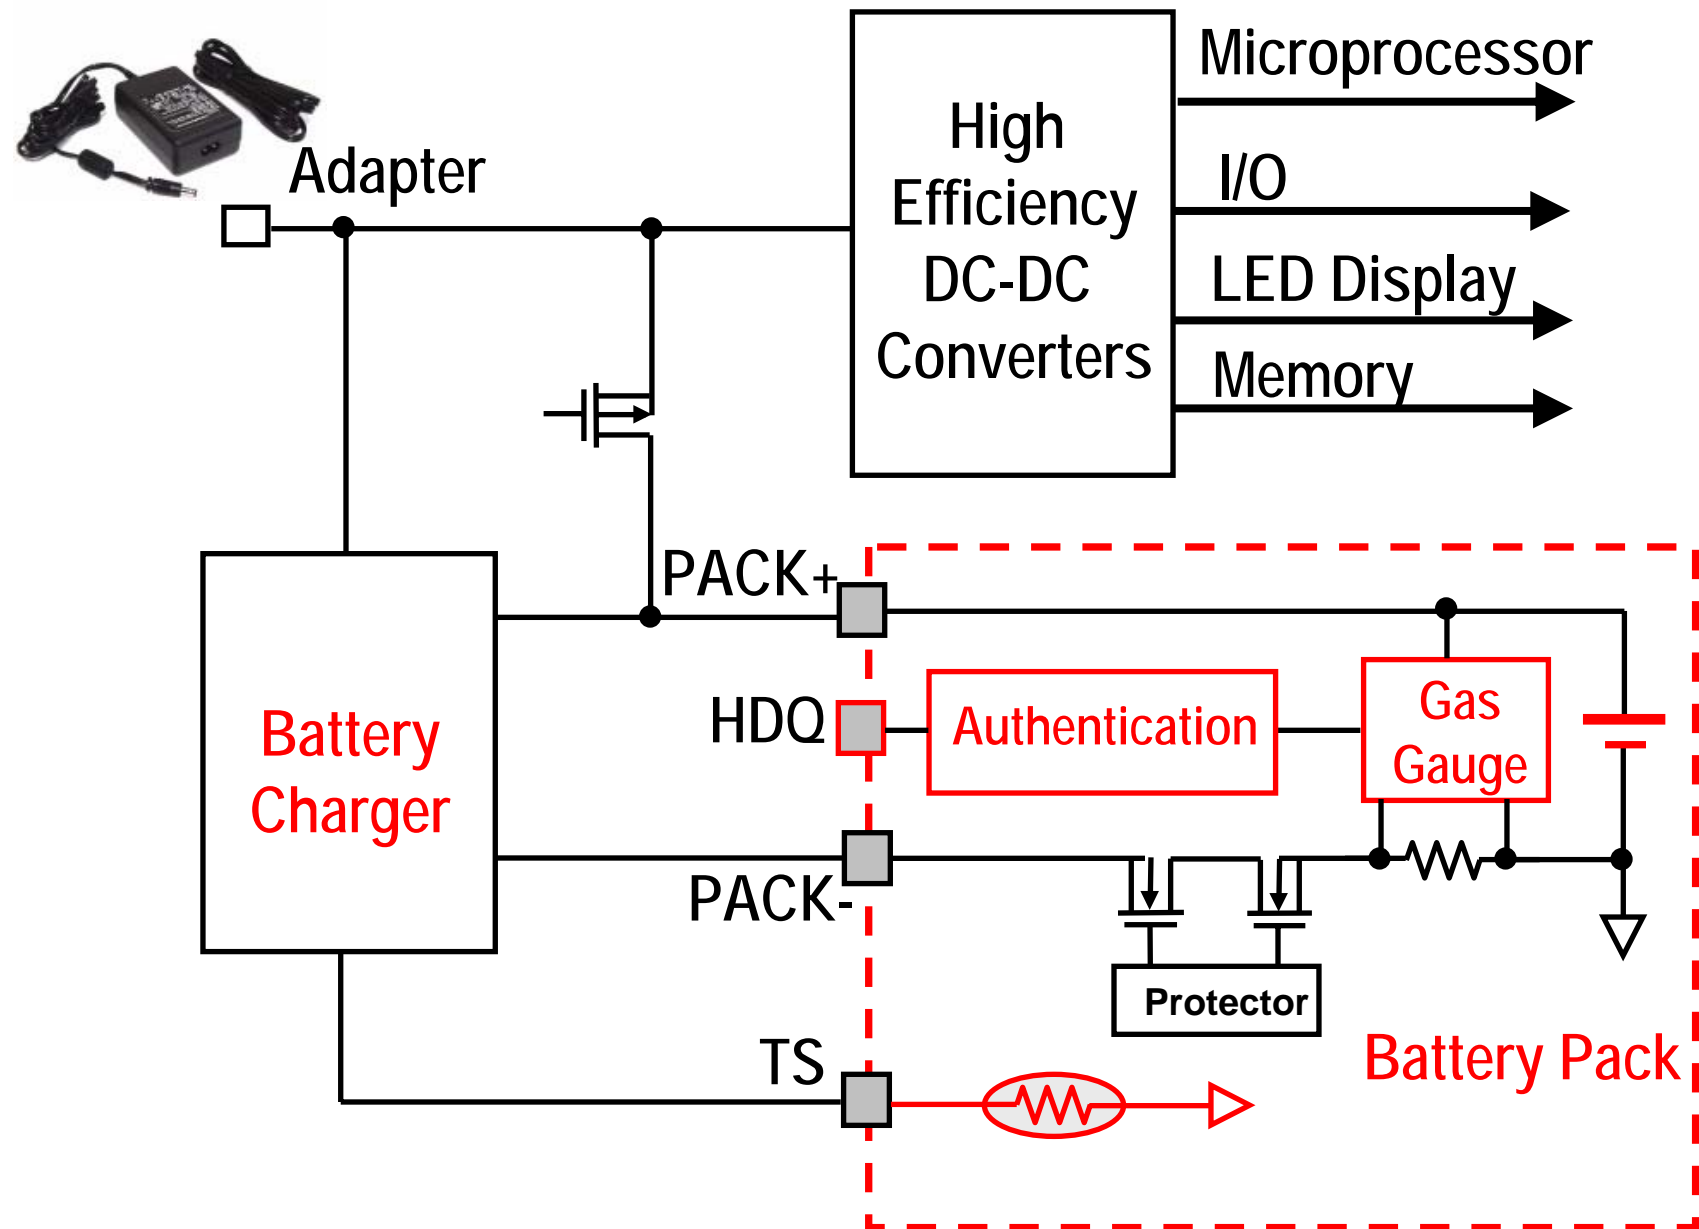 Microprocessor
Adapter
High
Efficiency
DC-DC
Converters
I/O
LED Display
Memory
PACK+
HDQ
Authentication
Gas
Gauge
Battery
Charger
PACK-
Protector
TS
Battery Pack